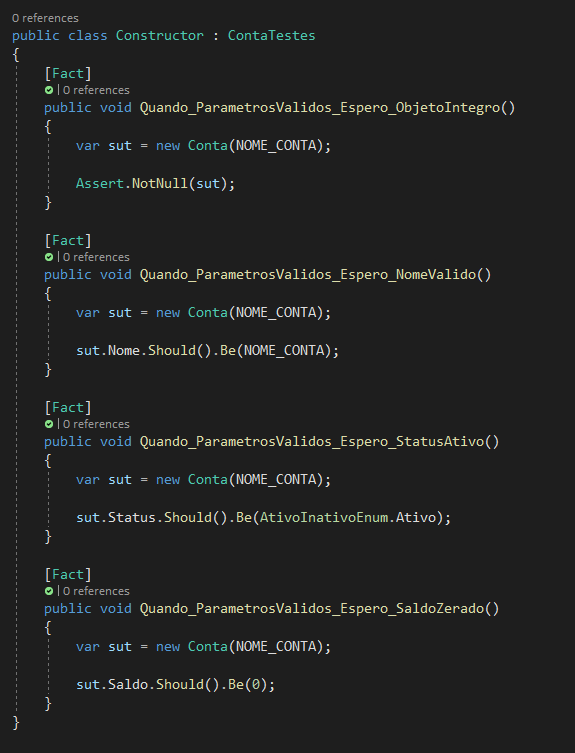 0 references
public class Constructor : ContaTestes
{
[Fact]
| 0 references
public void Quando_ParametrosValidos_Espero_ObjetoIntegro()
{
var sut = new Conta(NOME_CONTA);
Assert.NotNull(sut);
}
[Fact]
| 0 references
public void Quando_ParametrosValidos_Espero_NomeValido()
{
var sut = new Conta(NOME_CONTA);
sut.Nome.Should().Be(NOME_CONTA);
}
[Fact]
| 0 references
public void Quando_ParametrosValidos_Espero_StatusAtivo()
{
var sut = new Conta(NOME_CONTA);
sut.Status.Should().Be(AtivoInativoEnum.Ativo);
}
[Fact]
| 0 references
public void Quando_ParametrosValidos_Espero_SaldoZerado()
{
var sut = new Conta(NOME_CONTA);
sut.Saldo.Should().Be(0);
}
}